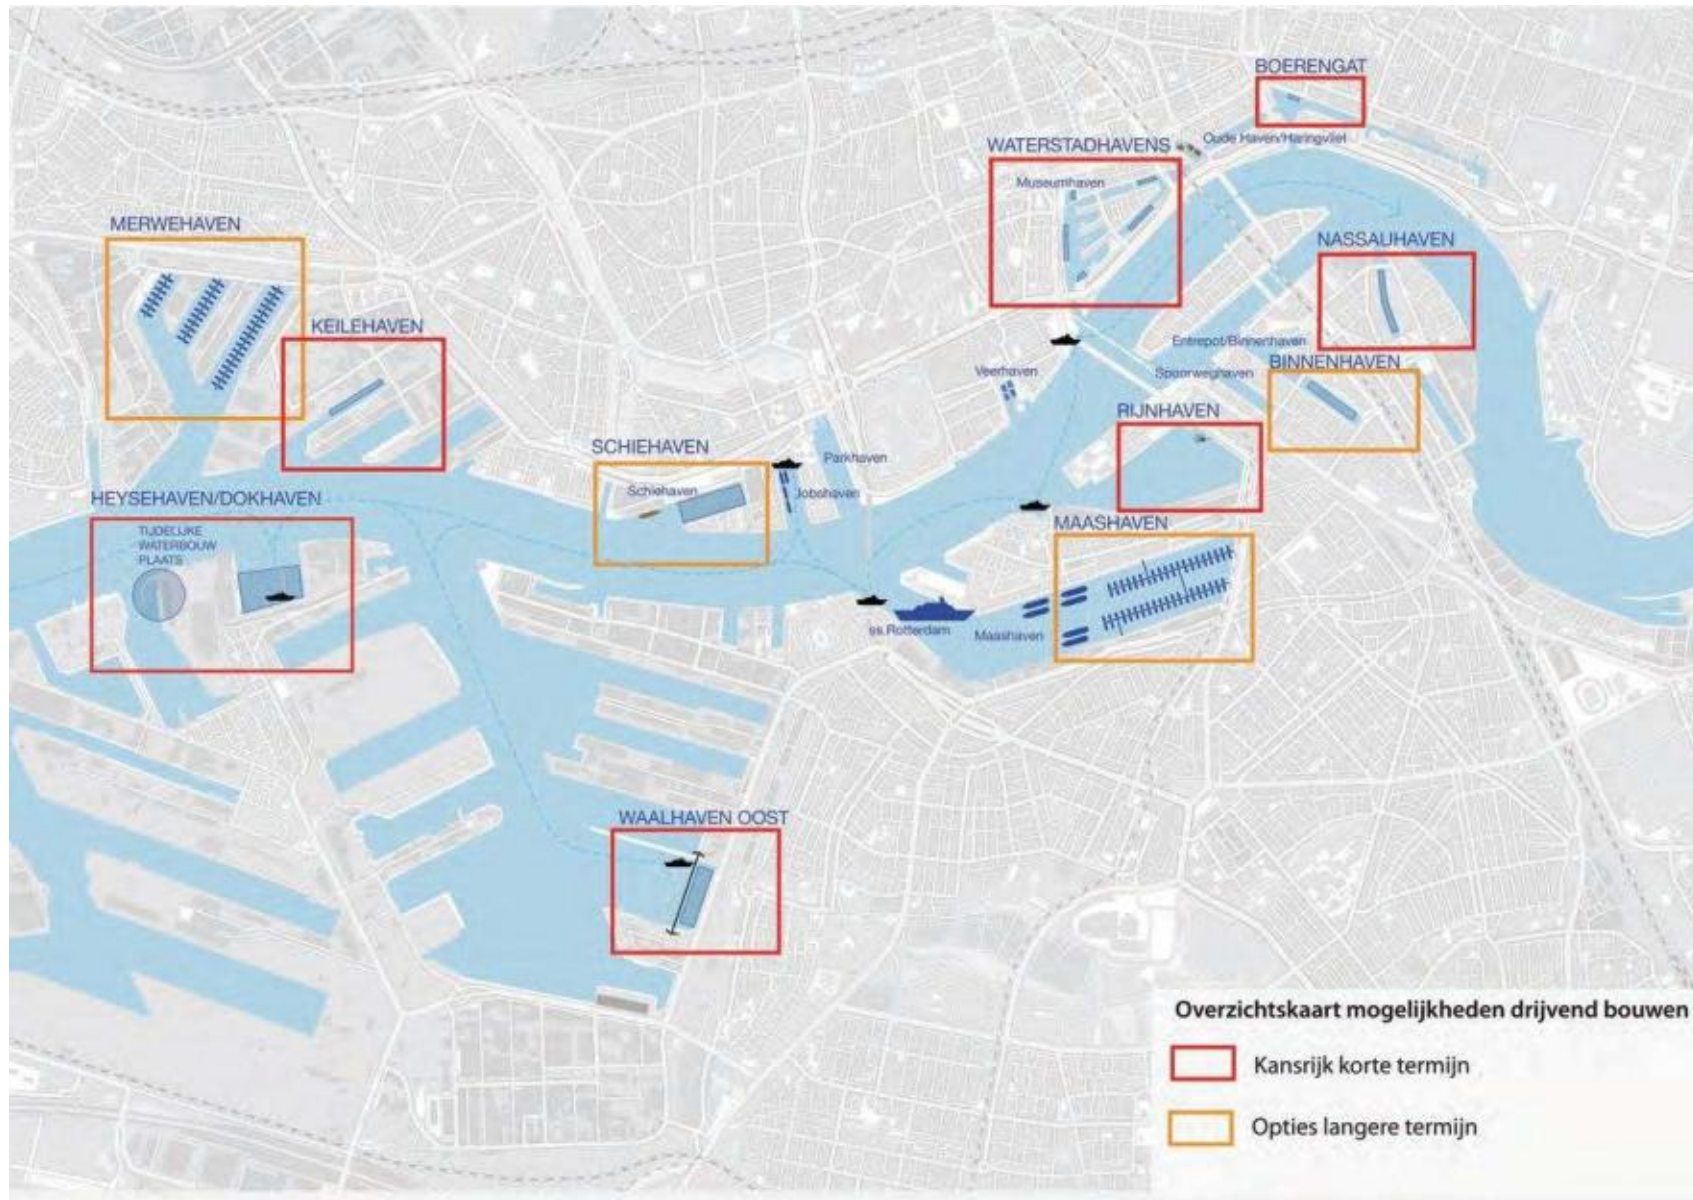 BOERENGAT
Oude Haven/Haringvliet
WATERSTADHAVENS
Museumhaven
MERWEHAVEN
NASSAUHAVEN
KEILEHAVEN
Entrepot/Binnenhaven
BINNENHAVEN
Veerhaven
Spoorweghaven
RIJNHAVEN
SCHIEHAVEN
Parkhaven
Schiehaven
Jobshaven
HEYSEHAVEN/DOKHAVEN
TIJDELIJKE
WATERBOUW
PLAATS
MAASHAVEN
ss.Rotterdam
Maashaven
WAALHAVEN OOST
Overzichtskaart mogelijkheden drijvend bouwen
Kansrijk korte termijn
Opties langere termijn